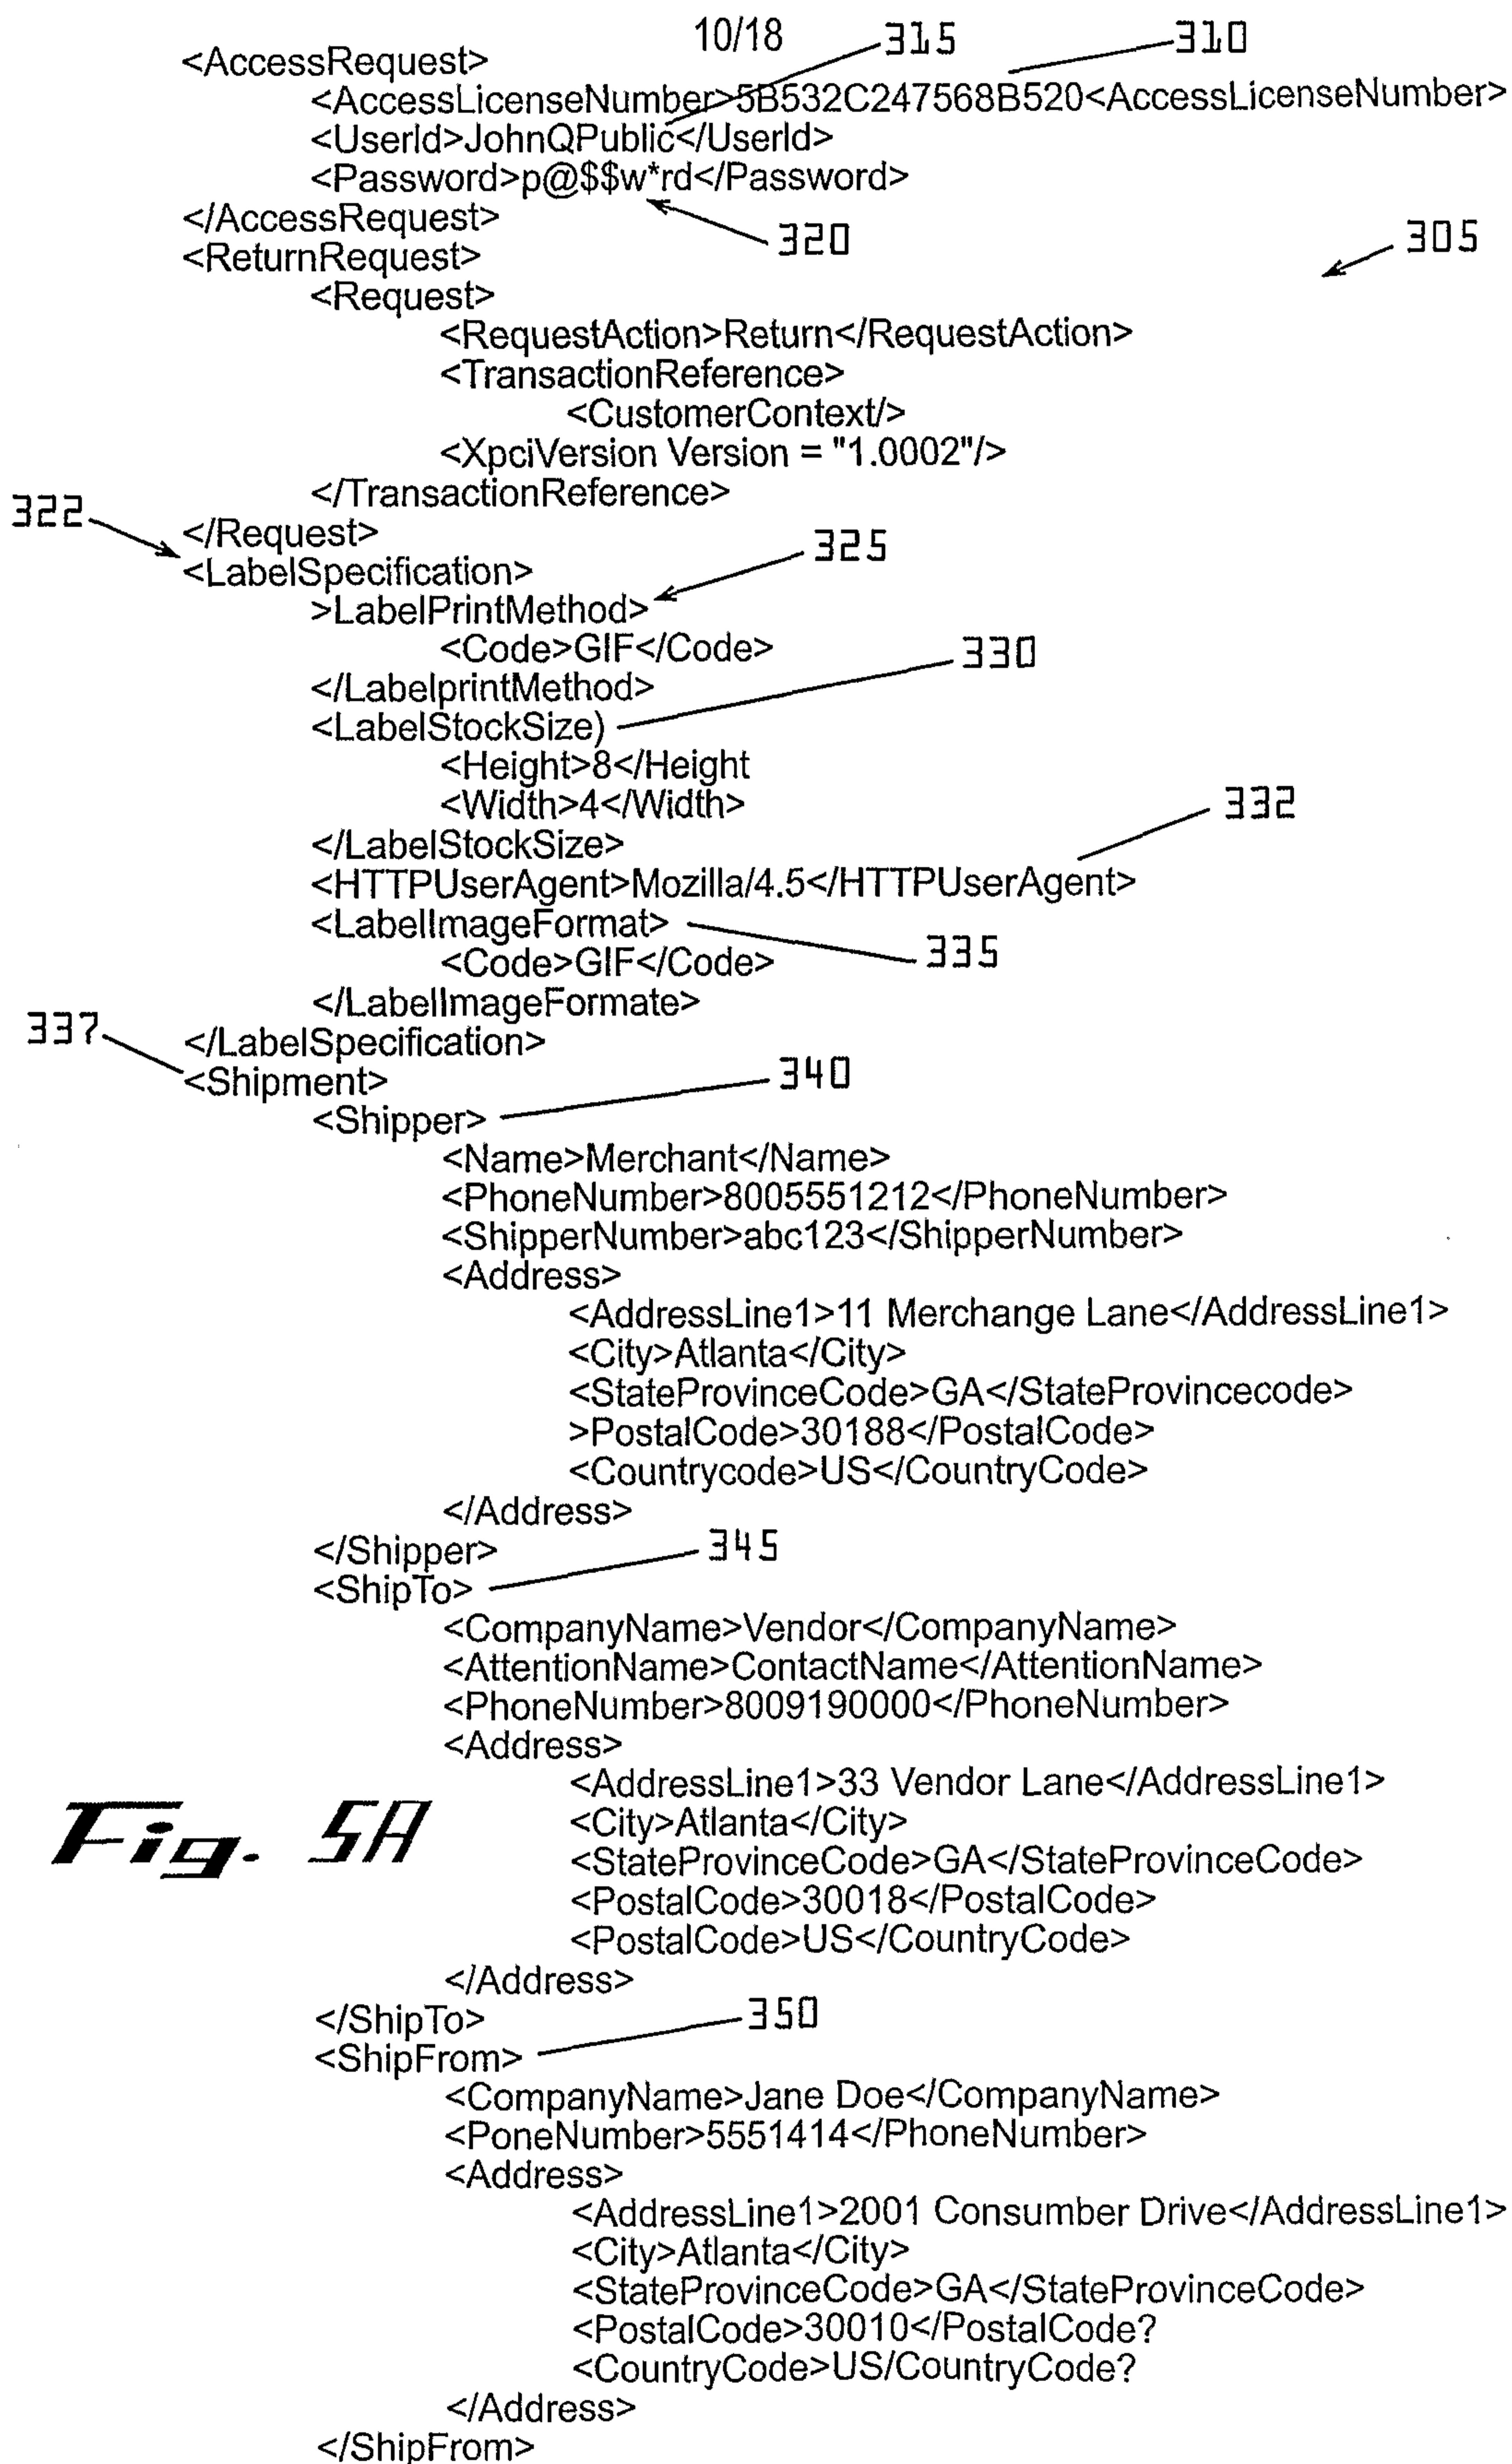 10/18
315
310
<AccessRequest>
<AccessLicenseNumber>5B532C247568B520<AccessLicenseNumber>
<UserId>JohnQPublic</UserId>
<Password>p@$$w*rd</Password>
</AccessRequest>
320
305
<ReturnRequest>
<Request>
<RequestAction>Return</RequestAction>
<TransactionReference>
<CustomerContext/>
<XpciVersion Version = "1.0002"/>
</TransactionReference>
322
</Request>
325
<LabelSpecification>
>LabelPrintMethod>
<Code>GIF</Code>
330
</LabelprintMethod>
<LabelStockSize)
<Height>8</Height
<Width>4</Width>
332
</LabelStockSize>
<HTTPUserAgent>Mozilla/4.5</HTTPUserAgent>
<LabelImageFormat>
335
<Code>GIF</Code>
</LabelImageFormate>
337
</LabelSpecification>
<Shipment>
340
<Shipper>
<Name>Merchant</Name>
<PhoneNumber>8005551212</PhoneNumber>
<ShipperNumber>abc123</ShipperNumber>
<Address>
<AddressLine1>11 Merchange Lane</AddressLine1>
<City>Atlanta</City>
<StateProvinceCode>GA</StateProvincecode>
>PostalCode>30188</PostalCode>
<Countrycode>US</CountryCode>
</Address>
</Shipper>
345
<ShipTo>
<CompanyName>Vendor</CompanyName>
<AttentionName>ContactName</AttentionName>
<PhoneNumber>8009190000</PhoneNumber>
<Address>
<AddressLine1>33 Vendor Lane</AddressLine1>
<City>Atlanta</City>
Fig. 5A
<StateProvinceCode>GA</StateProvinceCode>
<PostalCode>30018</PostalCode>
<PostalCode>US</CountryCode>
</Address>
</ShipTo>
350
<ShipFrom>
<CompanyName>Jane Doe</CompanyName>
<PoneNumber>5551414</PhoneNumber>
<Address>
<AddressLine1>2001 Consumber Drive</AddressLine1>
<City>Atlanta</City>
<StateProvinceCode>GA</StateProvinceCode>
<PostalCode>30010</PostalCode?
<CountryCode>US/CountryCode?
</Address>
</ShipFrom>